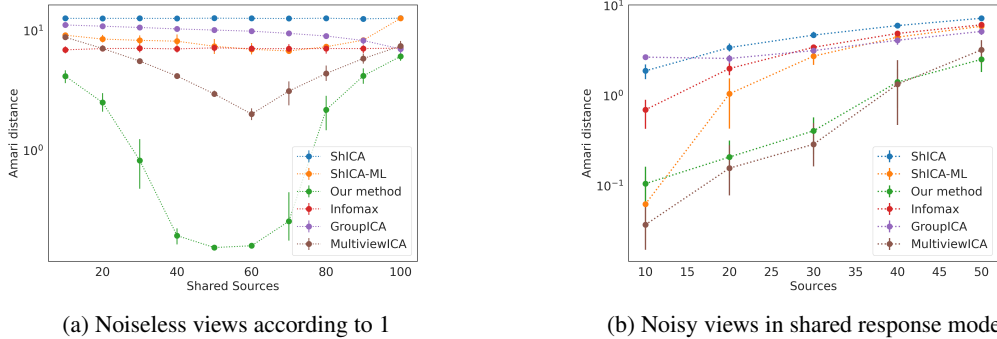 10¹
10⁰
Amari distance
20
40
60
80
100
Shared Sources
ShICA
ShICA-ML
Our method
Infomax
GroupICA
MultiviewICA
(a) Noiseless views according to 1
10¹
10⁰
10⁻¹
Amari distance
10
15
20
25
30
35
40
45
50
Sources
ShICA
ShICA-ML
Our method
Infomax
GroupICA
MultiviewICA
(b) Noisy views in shared response mode